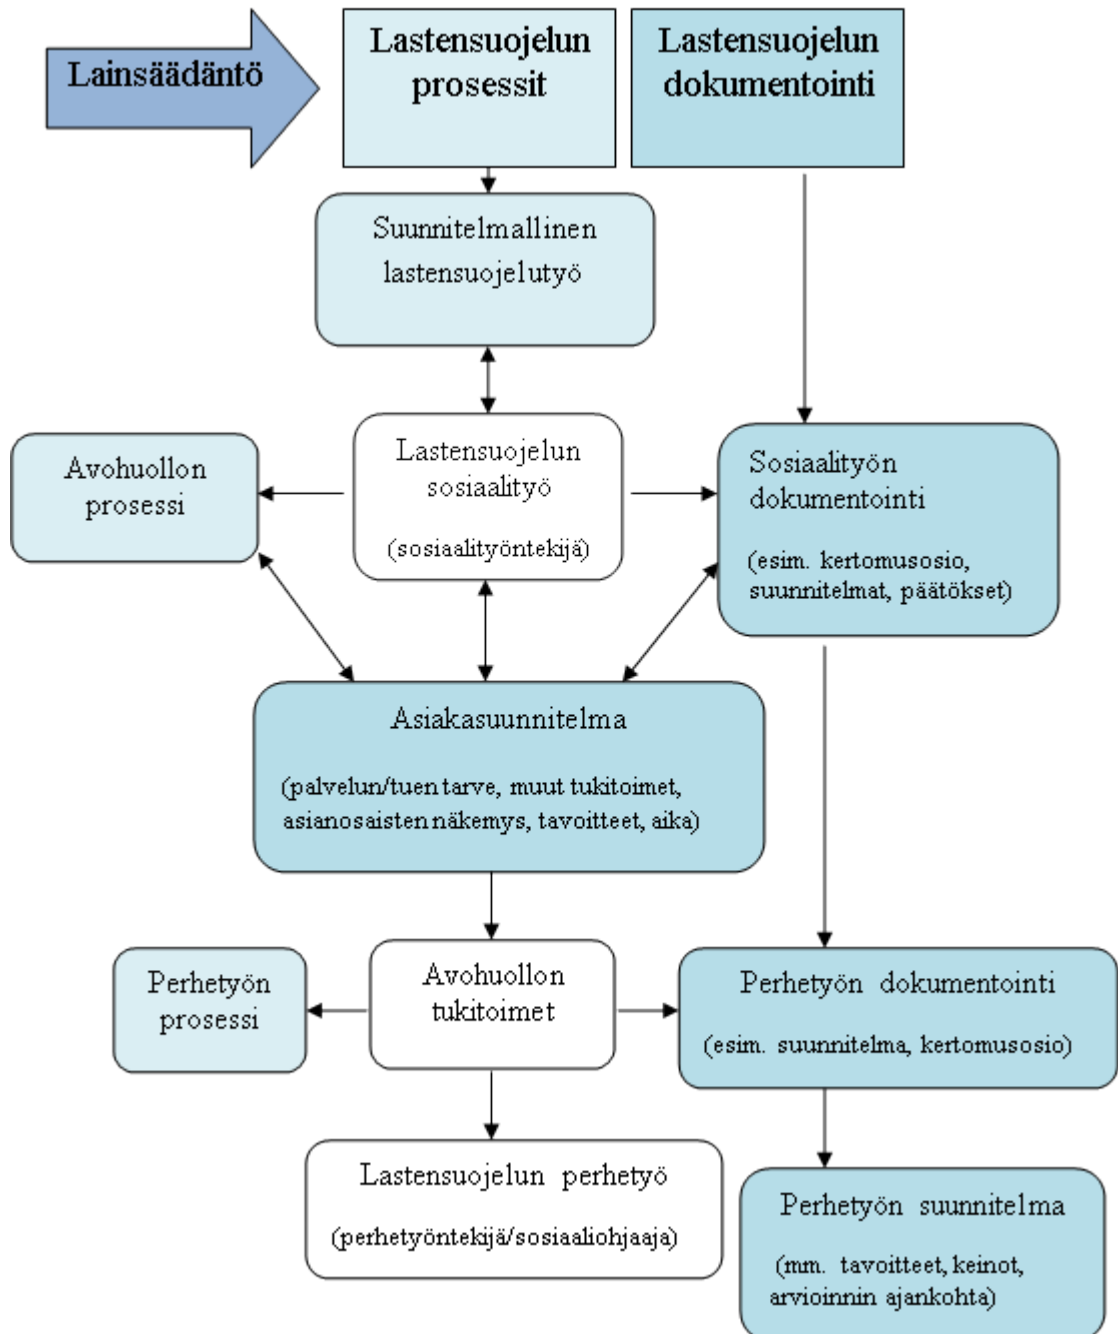 Lainsäädäntö
Lastensuojelun
prosessit
Lastensuojelun
dokumentointi
Suunnitelmallinen
lastensuojelutyö
Avohuollon
prosessi
Lastensuojelun
sosiaalityö
(sosiaalityöntekijä)
Sosiaalityön
dokumentointi
(esim. kertomusosio,
suunnitelmat, päätökset)
Asiakasuunnitelma
(palvelun/tuen tarve, muut tukitoimet,
asianosaisten näkemys, tavoitteet, aika)
Perhetyön
prosessi
Avohuollon
tukitoimet
Perhetyön dokumentointi
(esim. suunnitelma, kertomusosio)
Lastensuojelun perhetyö
(perhetyöntekijä/sosiaaliohjaaja)
Perhetyön suunnitelma
(mm. tavoitteet, keinot,
arvioinnin ajankohta)